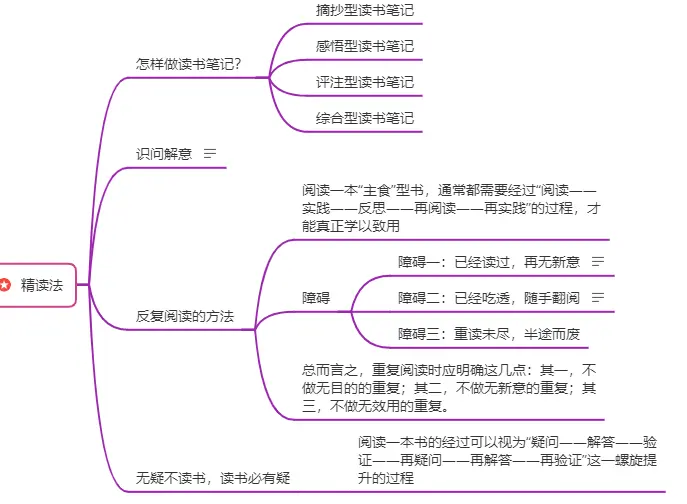 摘抄型读书笔记
感悟型读书笔记
怎样做读书笔记？
评注型读书笔记
综合型读书笔记
识问解意
阅读一本“主食”型书，通常都需要经过“阅读——
实践——反思——再阅读——再实践”的过程，才
能真正学以致用
障碍一：已经读过，再无新意
精读法
障碍
障碍二：已经吃透，随手翻阅
反复阅读的方法
障碍三：重读未尽，半途而废
总而言之，重复阅读时应明确这几点：其一，不
做无目的的重复；其二，不做无新意的重复；其
三，不做无效用的重复。
阅读一本书的经过可以视为“疑问——解答——验
证——再疑问——再解答——再验证”这一螺旋提
升的过程
无疑不读书，读书必有疑